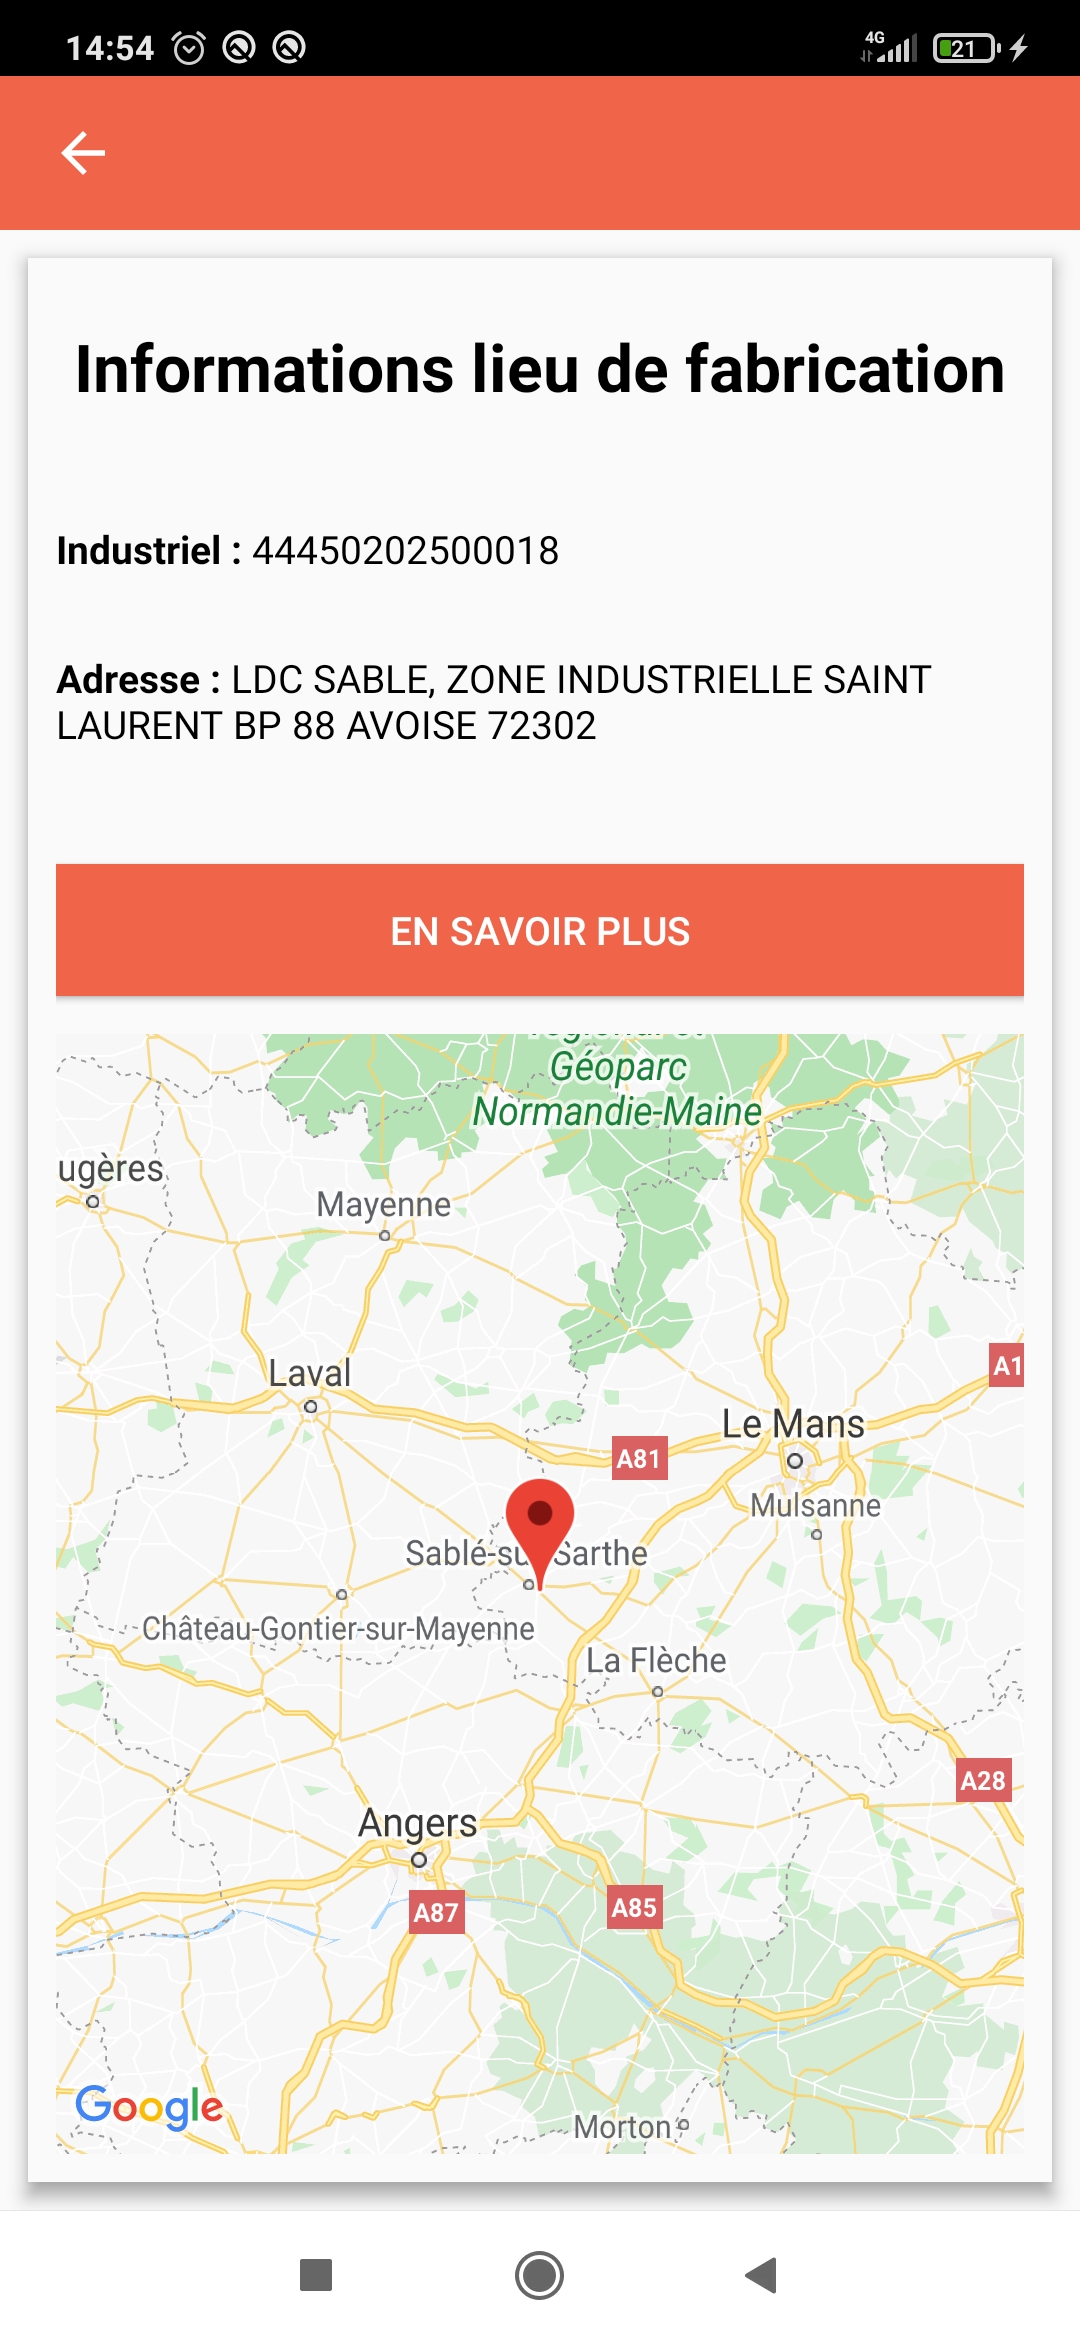 14:54
4G
21
Informations lieu de fabrication
Industriel : 44450202500018
Adresse : LDC SABLE, ZONE INDUSTRIELLE SAINT
LAURENT BP 88 AVOISE 72302
EN SAVOIR PLUS
Géoparc
Normandie-Maine
ugères
Mayenne
A1
Laval
Le Mans
A81
Mulsanne
Sablé-su Sarthe
Château-Gontier-sur-Mayenne
La Flèche
A28
Angers
A87
A85
Google
Morton